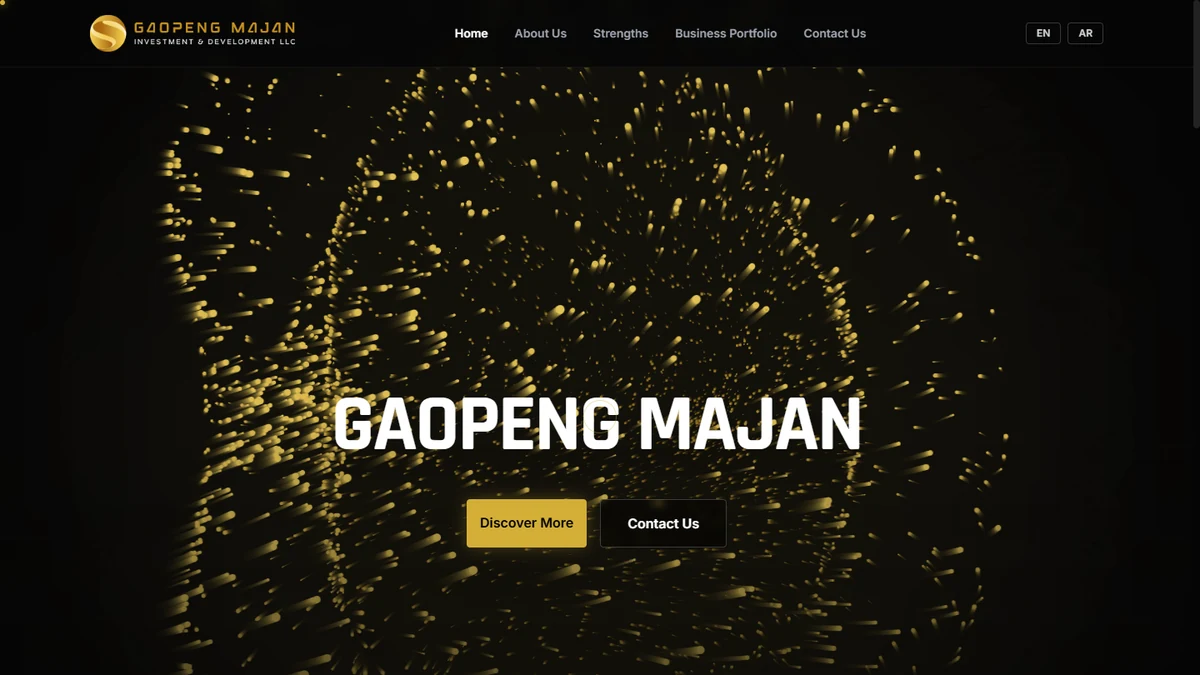 GAOPENG MAJAN
INVESTMENT & DEVELOPMENT LLC
Home
About Us
Strengths
Business Portfolio
Contact Us
EN
AR
GAOPENG MAJAN
Discover More
Contact Us